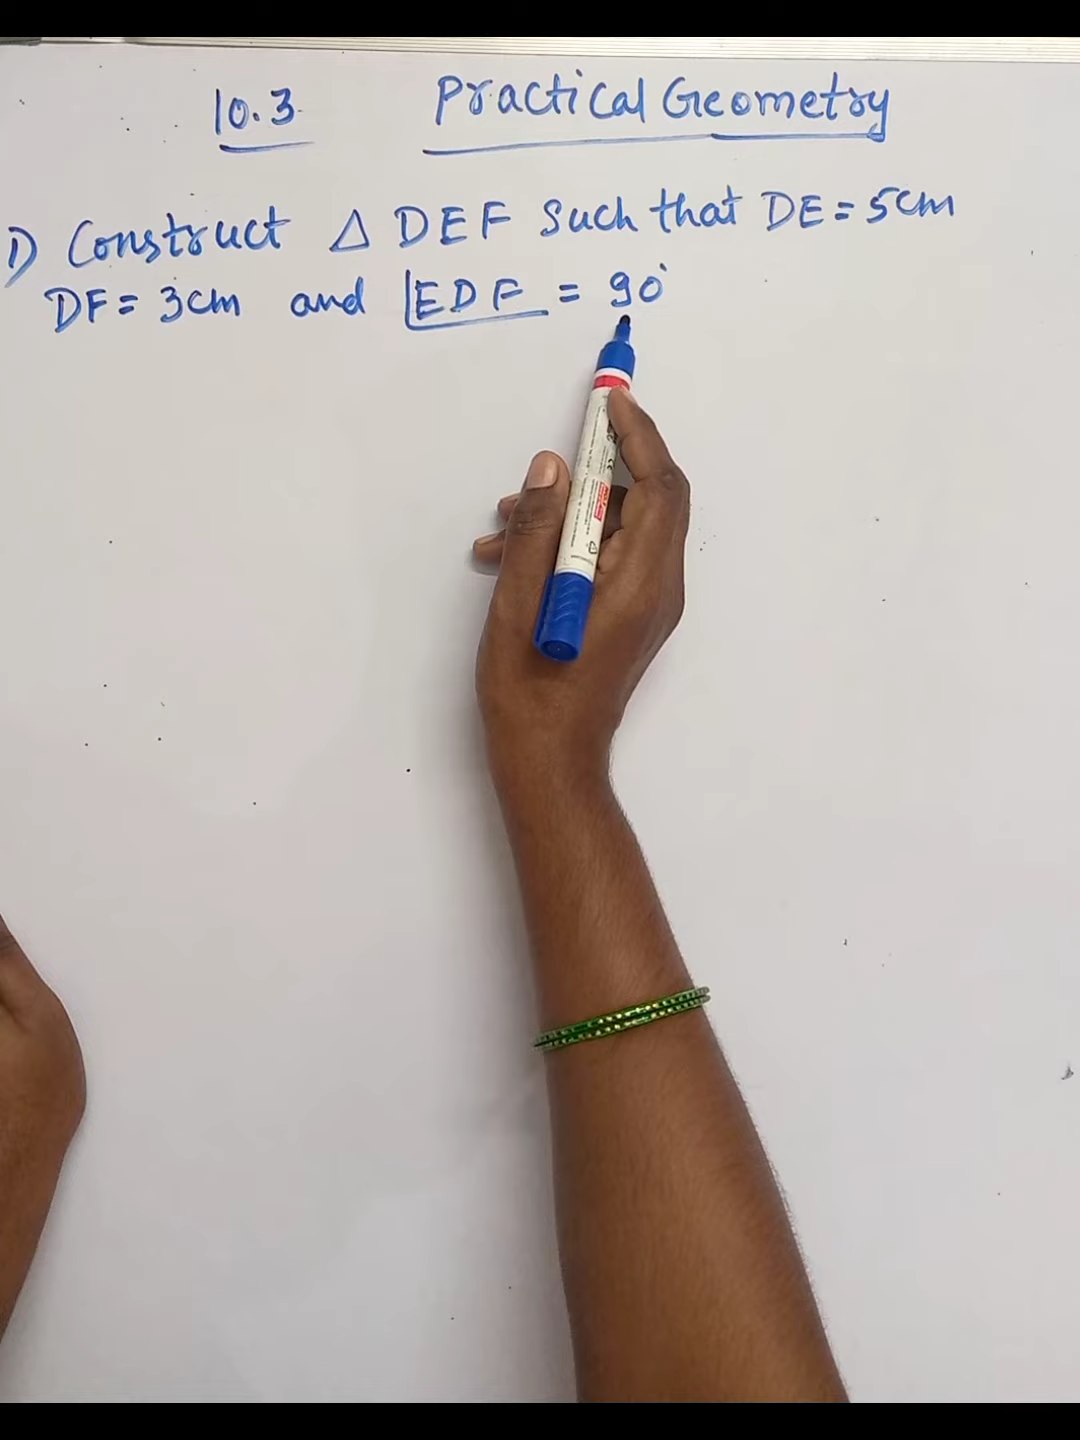 10.3 Practical Geometry
1) Construct Δ DEF Such that DE = 5cm
DF = 3cm and ∠EDF = 90°